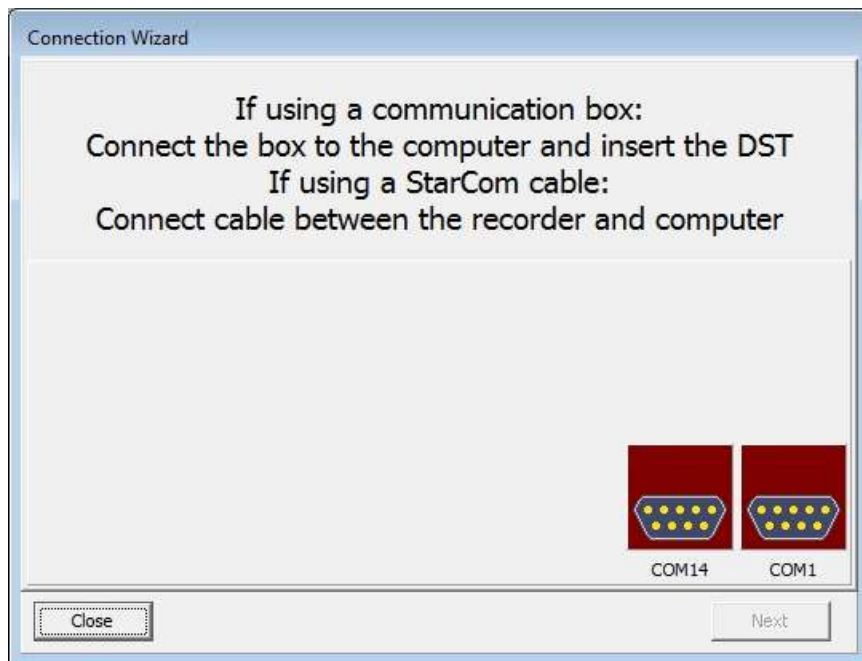 Connection Wizard
If using a communication box:
Connect the box to the computer and insert the DST
If using a StarCom cable:
Connect cable between the recorder and computer
COM14 COM1
Close Next